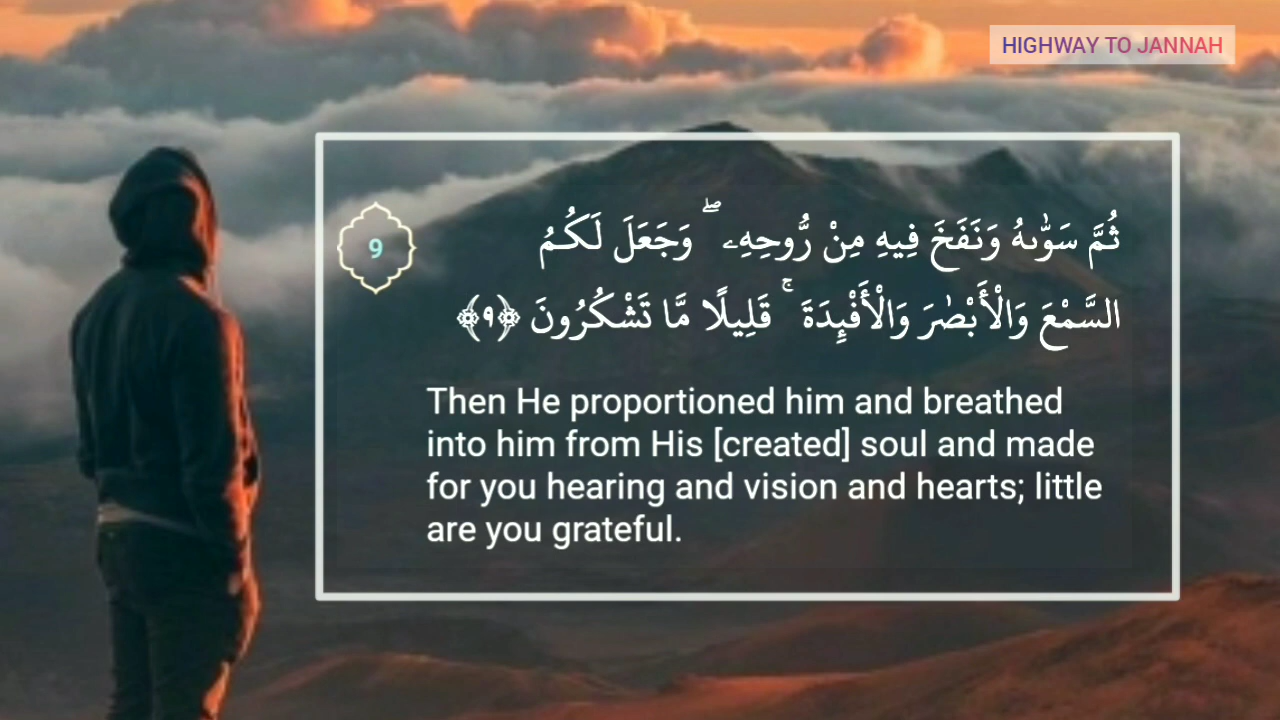 HIGHWAY TO JANNAH
9
ثُمَّ سَوَّىٰهُ وَنَفَخَ فِيهِ مِنْ رُّوحِهِۦ ۖ وَجَعَلَ لَكُمُ
السَّمْعَ وَالْأَبْصَٰرَ وَالْأَفْـِٔدَةَ ۚ قَلِيلًا مَّا تَشْكُرُونَ ﴿٩﴾
Then He proportioned him and breathed
into him from His [created] soul and made
for you hearing and vision and hearts; little
are you grateful.